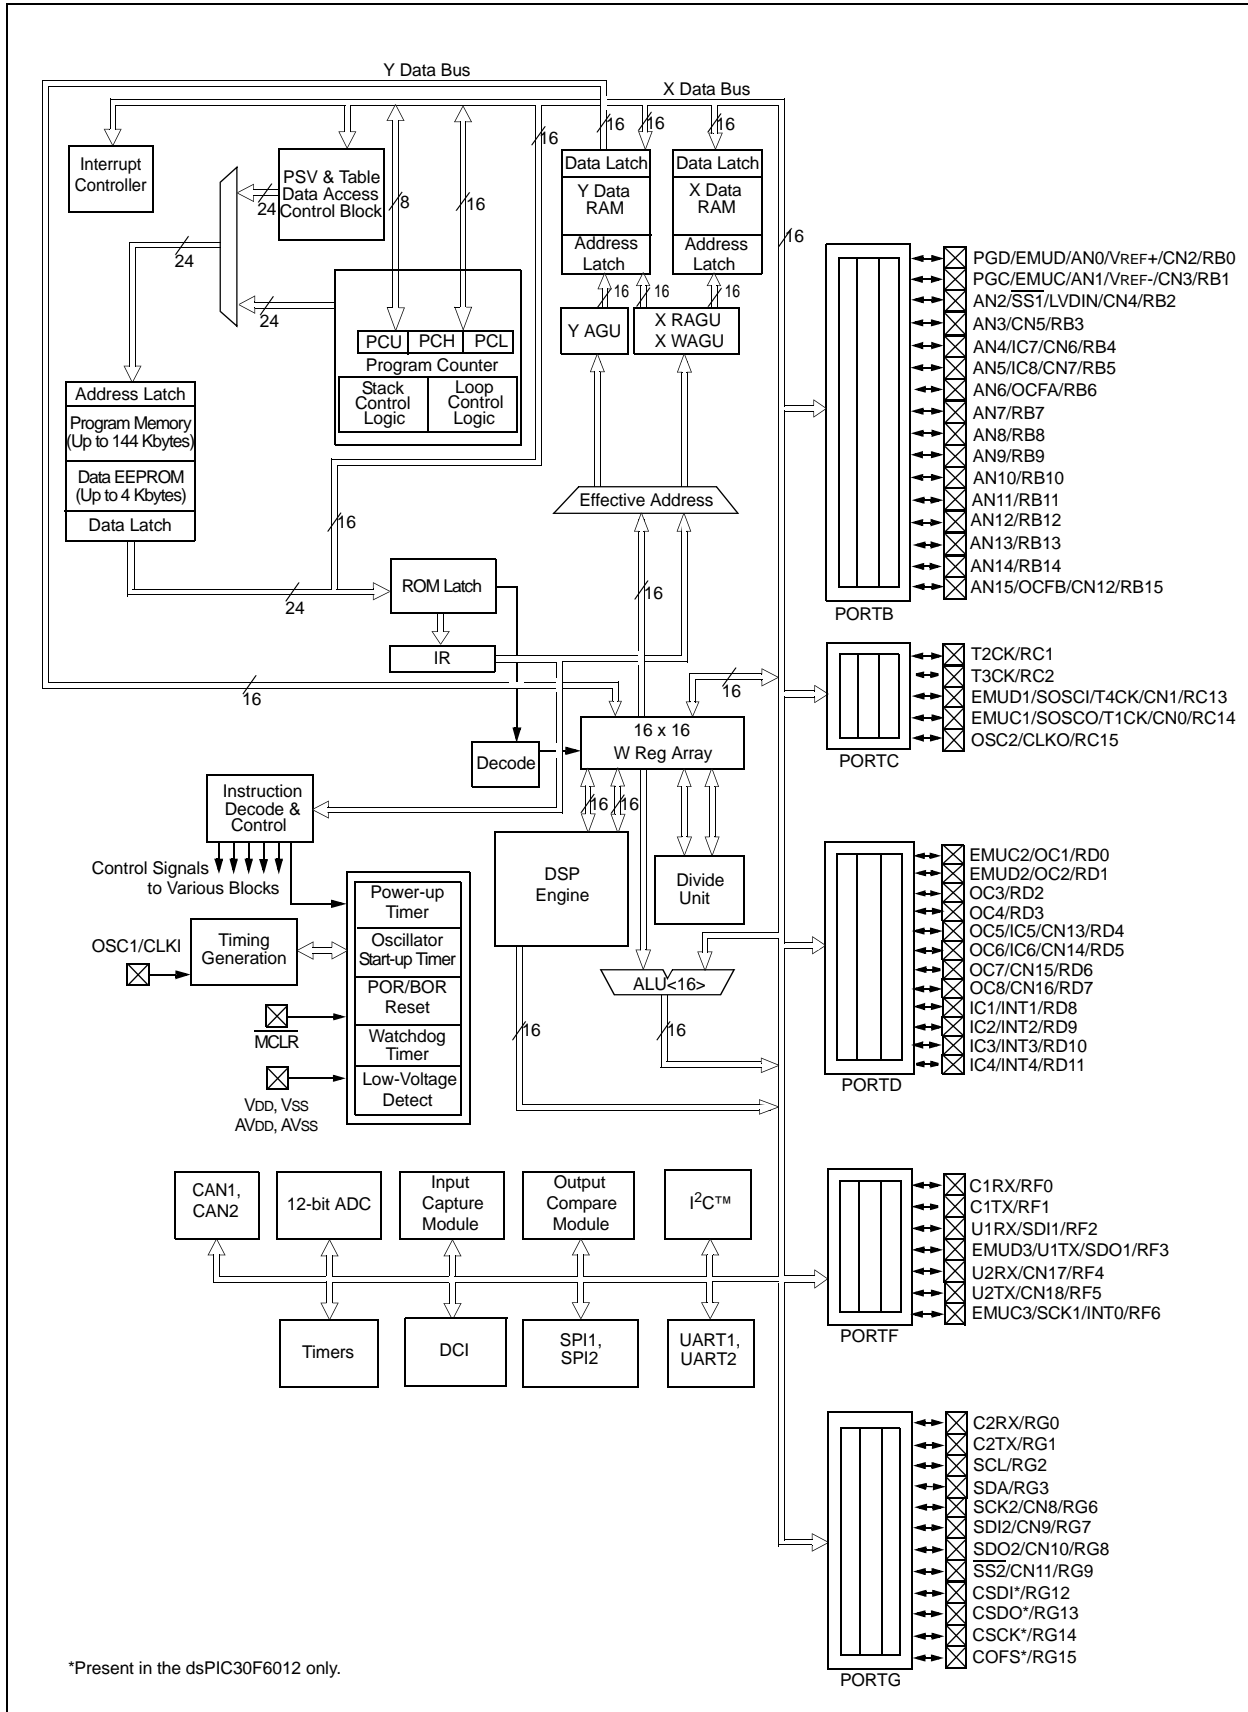 Y Data Bus
X Data Bus
16
16
16
16
Interrupt
Controller
PSV & Table
Data Access
Control Block
24
8
16
24
24
Data Latch
Y Data
RAM
Address
Latch
Data Latch
X Data
RAM
Address
Latch
16
16
16
16
Y AGU
X RAGU
X WAGU
PCU
PCH
PCL
Program Counter
Stack
Control
Logic
Loop
Control
Logic
Address Latch
Program Memory
(Up to 144 Kbytes)
Data EEPROM
(Up to 4 Kbytes)
Data Latch
Effective Address
16
24
ROM Latch
16
IR
16
16
16 x 16
W Reg Array
Decode
Instruction
Decode &
Control
16
16
Control Signals
to Various Blocks
DSP
Engine
Divide
Unit
Power-up
Timer
Oscillator
Start-up Timer
POR/BOR
Reset
Watchdog
Timer
Low-Voltage
Detect
OSC1/CLKI
Timing
Generation
MCLR
VDD, VSS
AVDD, AVSS
ALU<16>
16
16
CAN1,
CAN2
12-bit ADC
Input
Capture
Module
Output
Compare
Module
I2C™
Timers
DCI
SPI1,
SPI2
UART1,
UART2
PGD/EMUD/AN0/VREF+/CN2/RB0
PGC/EMUC/AN1/VREF-/CN3/RB1
AN2/SS1/LVDIN/CN4/RB2
AN3/CN5/RB3
AN4/IC7/CN6/RB4
AN5/IC8/CN7/RB5
AN6/OCFA/RB6
AN7/RB7
AN8/RB8
AN9/RB9
AN10/RB10
AN11/RB11
AN12/RB12
AN13/RB13
AN14/RB14
AN15/OCFB/CN12/RB15
PORTB
T2CK/RC1
T3CK/RC2
EMUD1/SOSCI/T4CK/CN1/RC13
EMUC1/SOSCO/T1CK/CN0/RC14
OSC2/CLKO/RC15
PORTC
EMUC2/OC1/RD0
EMUD2/OC2/RD1
OC3/RD2
OC4/RD3
OC5/IC5/CN13/RD4
OC6/IC6/CN14/RD5
OC7/CN15/RD6
OC8/CN16/RD7
IC1/INT1/RD8
IC2/INT2/RD9
IC3/INT3/RD10
IC4/INT4/RD11
PORTD
C1RX/RF0
C1TX/RF1
U1RX/SDI1/RF2
EMUD3/U1TX/SDO1/RF3
U2RX/CN17/RF4
U2TX/CN18/RF5
EMUC3/SCK1/INT0/RF6
PORTF
C2RX/RG0
C2TX/RG1
SCL/RG2
SDA/RG3
SCK2/CN8/RG6
SDI2/CN9/RG7
SDO2/CN10/RG8
SS2/CN11/RG9
CSDI*/RG12
CSDO*/RG13
CSCK*/RG14
COFS*/RG15
PORTG
*Present in the dsPIC30F6012 only.